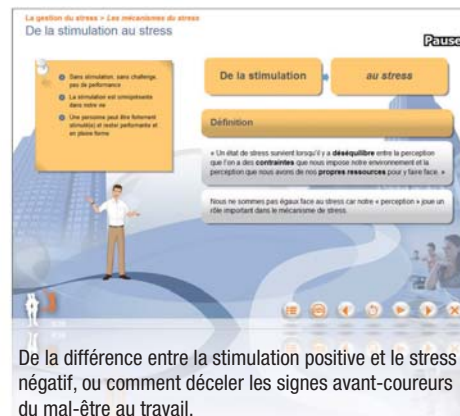 La gestion du stress > Les mécanismes du stress
De la stimulation au stress
Pause
Sans stimulation, sans challenge,
pas de performance
La stimulation est omniprésente
dans notre vie
Une personne peut être fortement
stimulé(e) et rester performante et
en pleine forme
De la stimulation
au stress
Définition
« Un état de stress survient lorsqu'il y a déséquilibre entre la perception
que l'on a des contraintes que nous impose notre environnement et la
perception que nous avons de nos propres ressources pour y faire face. »
Nous ne sommes pas égaux face au stress car notre « perception » joue un
rôle important dans le mécanisme de stress.
De la différence entre la stimulation positive et le stress
négatif, ou comment déceler les signes avant-coureurs
du mal-être au travail.